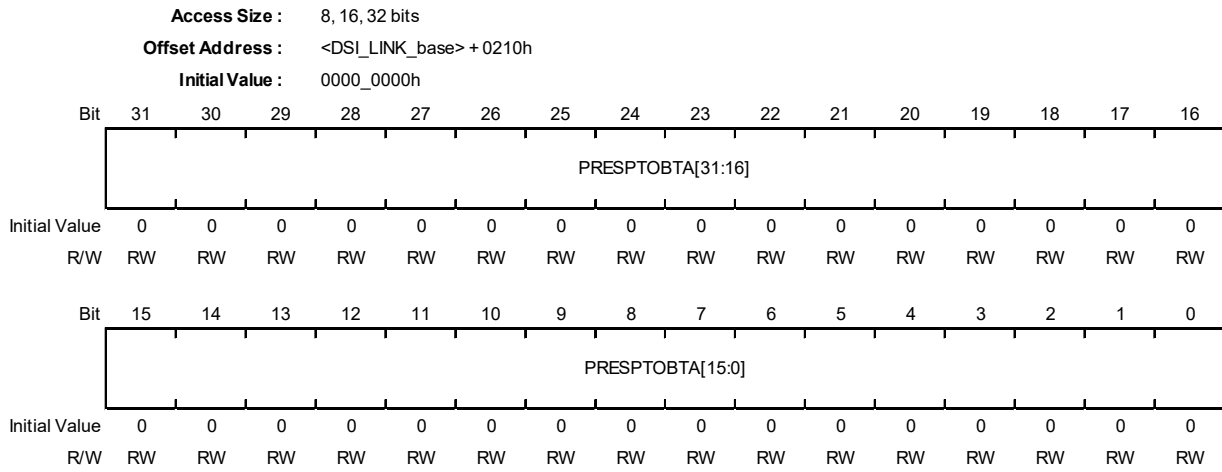 Access Size : 8, 16, 32 bits
Offset Address : <DSI_LINK_base> + 0210h
Initial Value : 0000_0000h
Bit 31 30 29 28 27 26 25 24 23 22 21 20 19 18 17 16
PRESPTOBTA[31:16]
Initial Value 0 0 0 0 0 0 0 0 0 0 0 0 0 0 0 0
R/W RW RW RW RW RW RW RW RW RW RW RW RW RW RW RW RW
Bit 15 14 13 12 11 10 9 8 7 6 5 4 3 2 1 0
PRESPTOBTA[15:0]
Initial Value 0 0 0 0 0 0 0 0 0 0 0 0 0 0 0 0
R/W RW RW RW RW RW RW RW RW RW RW RW RW RW RW RW RW